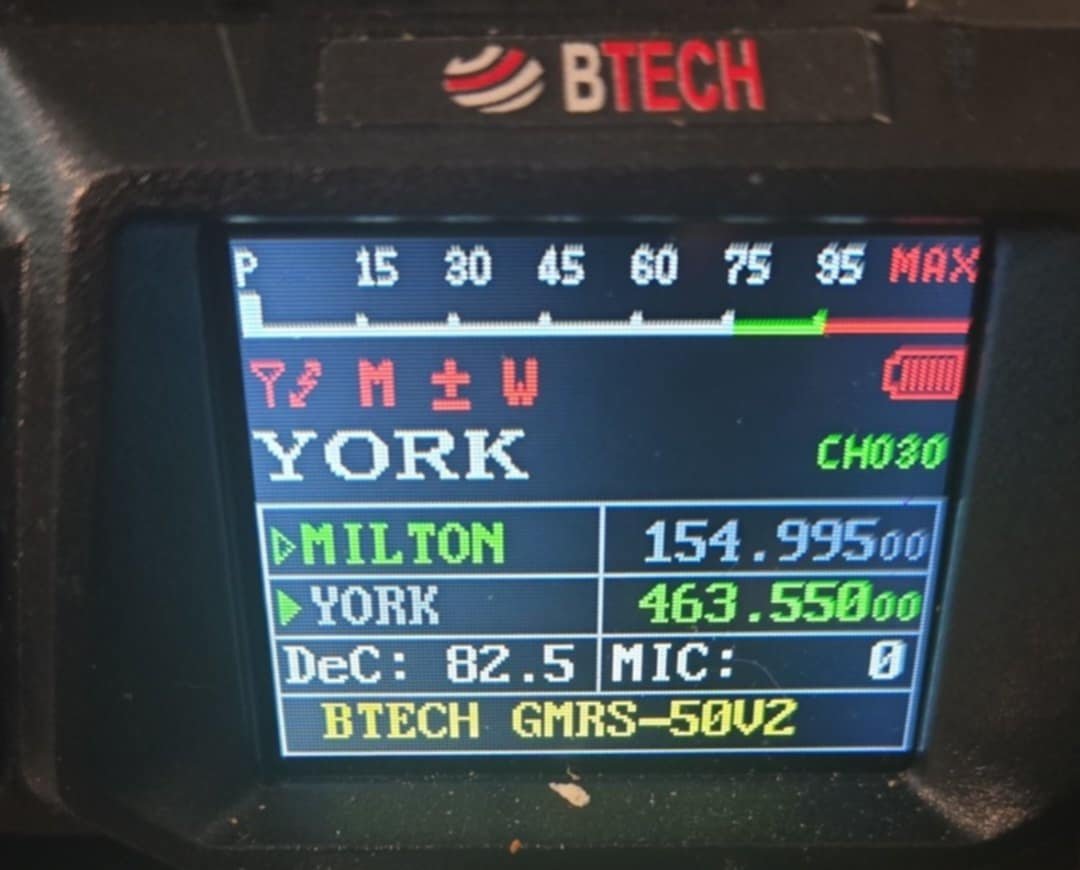 BTECH
P 15 30 45 60 75 95 MAX
M ± W
YORK CH030
MILTON 154.99500
YORK 463.55000
DeC: 82.5 MIC: 0
BTECH GMRS-50V2